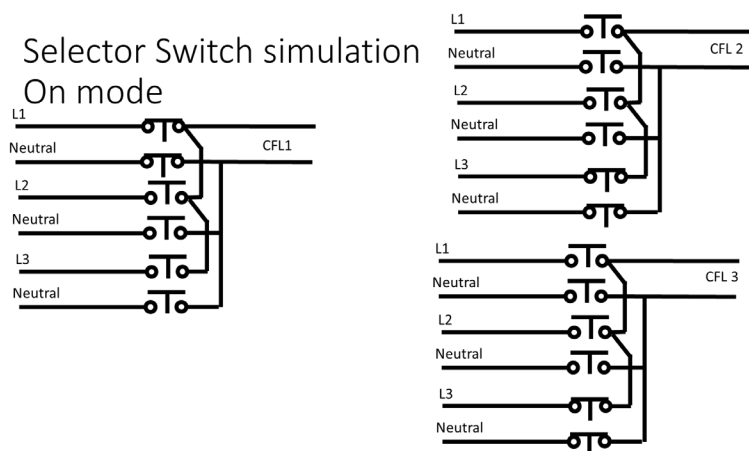 Selector Switch simulation
On mode
L1
Neutral
CFL1
L2
Neutral
L3
Neutral
L1
CFL 2
Neutral
L2
Neutral
L3
Neutral
L1
CFL 3
Neutral
L2
Neutral
L3
Neutral